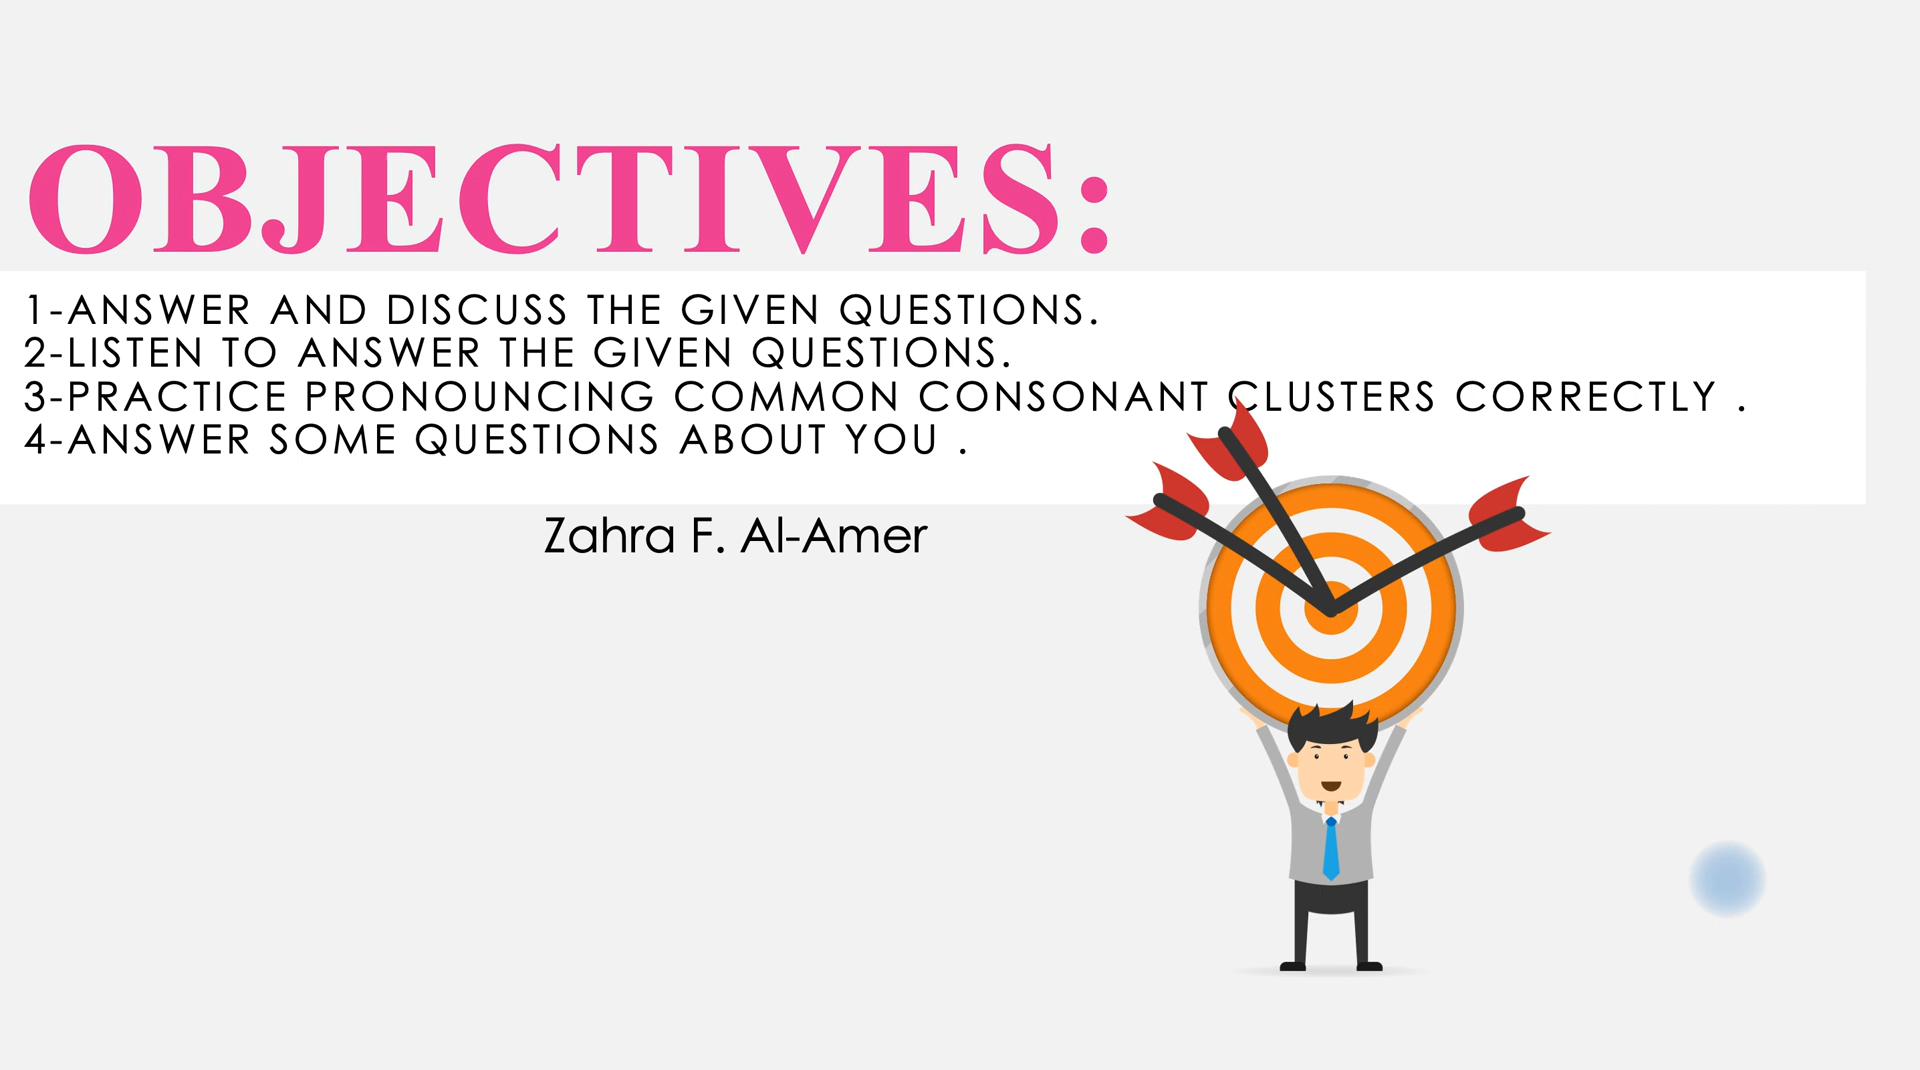 OBJECTIVES:
1-ANSWER AND DISCUSS THE GIVEN QUESTIONS.
2-LISTEN TO ANSWER THE GIVEN QUESTIONS.
3-PRACTICE PRONOUNCING COMMON CONSONANT CLUSTERS CORRECTLY .
4-ANSWER SOME QUESTIONS ABOUT YOU .
Zahra F. Al-Amer